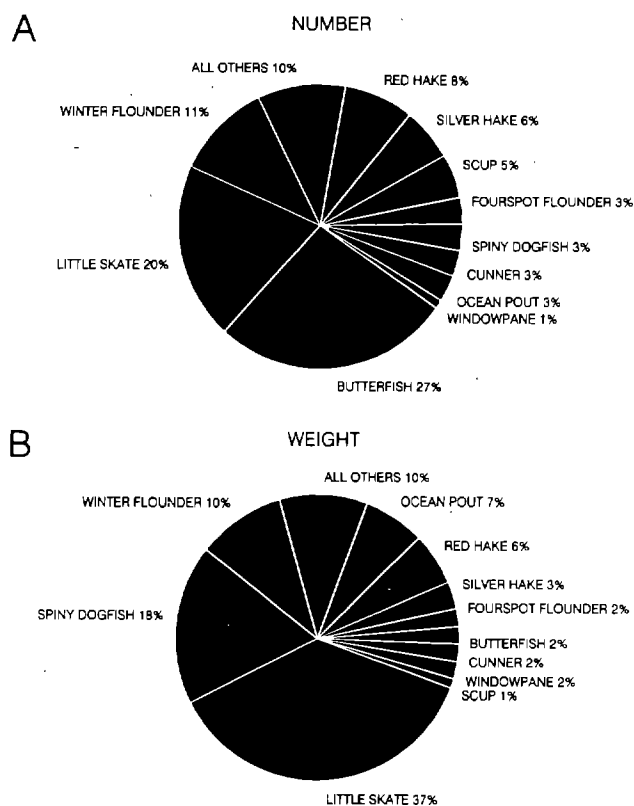 A
NUMBER
ALL OTHERS 10%
RED HAKE 8%
WINTER FLOUNDER 11%
SILVER HAKE 6%
SCUP 5%
FOURSPOT FLOUNDER 3%
SPINY DOGFISH 3%
LITTLE SKATE 20%
CUNNER 3%
OCEAN POUT 3%
WINDOWPANE 1%
BUTTERFISH 27%
B
WEIGHT
ALL OTHERS 10%
OCEAN POUT 7%
WINTER FLOUNDER 10%
RED HAKE 6%
SILVER HAKE 3%
FOURSPOT FLOUNDER 2%
SPINY DOGFISH 18%
BUTTERFISH 2%
CUNNER 2%
WINDOWPANE 2%
SCUP 1%
LITTLE SKATE 37%